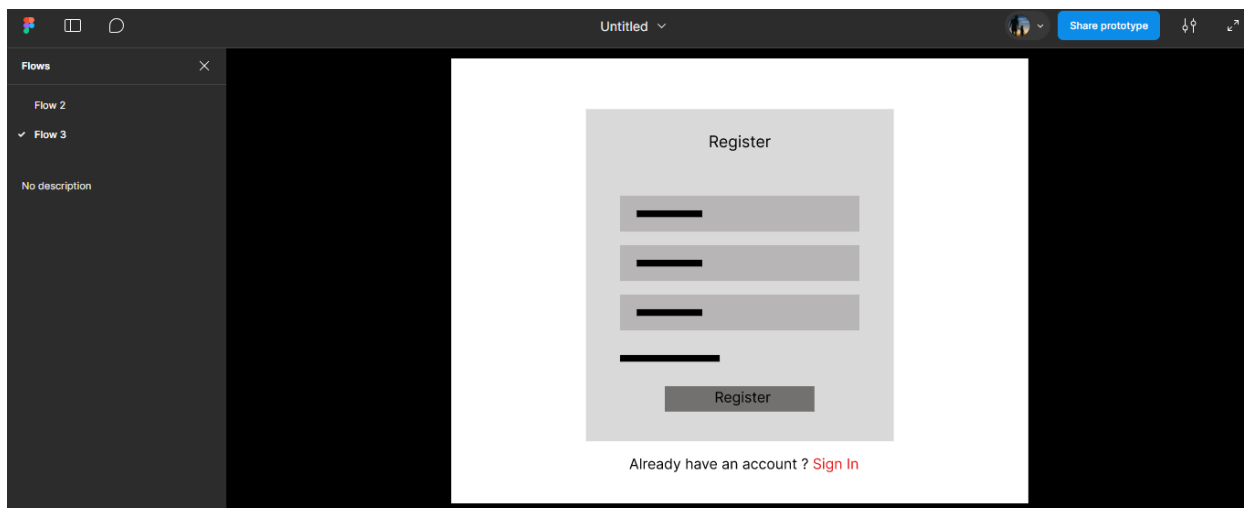 Untitled
Share prototype
Flows
Flow 2
Flow 3
No description
Register
Register
Already have an account ? Sign In